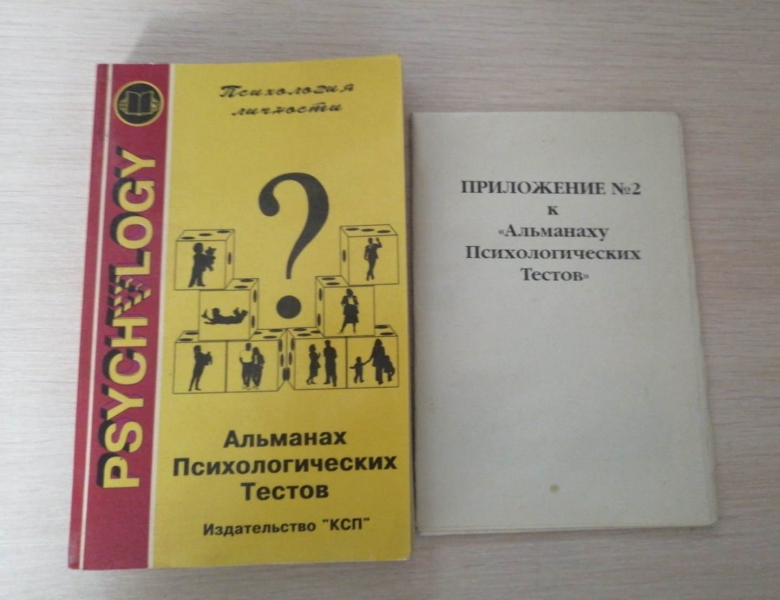 PSYCHOLOGY
Психология
личности
?
Альманах
Психологических
Тестов
Издательство "КСП"
ПРИЛОЖЕНИЕ №2
к
«Альманаху
Психологических
Тестов»